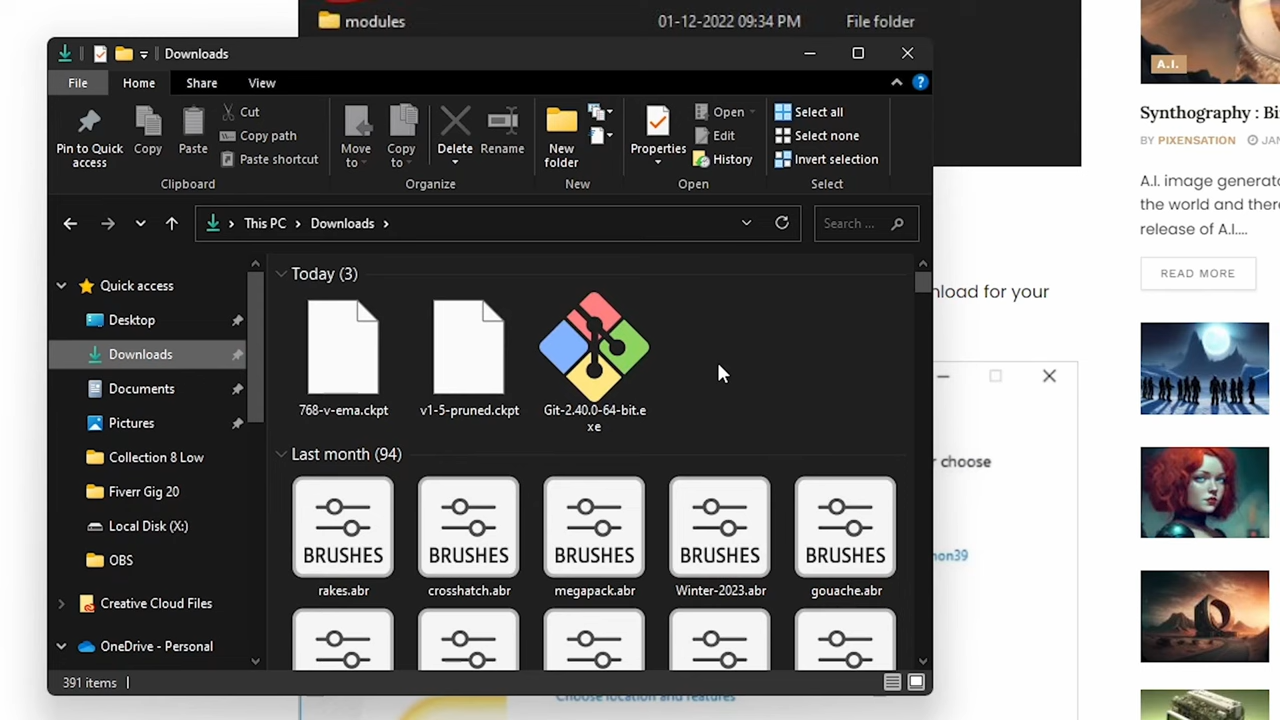 modules 01-12-2022 09:34 PM File folder
Downloads
File Home Share View
Pin to Quick access
Copy
Paste
Cut
Copy path
Paste shortcut
Clipboard
Move to
Copy to
Delete
Rename
Organize
New folder
New
Properties
Open
Edit
History
Open
Select all
Select none
Invert selection
Select
This PC > Downloads >
Search ...
Quick access
Desktop
Downloads
Documents
Pictures
Collection 8 Low
Fiverr Gig 20
Local Disk (X:)
OBS
Creative Cloud Files
OneDrive - Personal
Today (3)
768-v-ema.ckpt
v1-5-pruned.ckpt
Git-2.40.0-64-bit.e
xe
Last month (94)
BRUSHES BRUSHES BRUSHES BRUSHES BRUSHES
rakes.abr crosshatch.abr megapack.abr Winter-2023.abr gouache.abr
391 items
nload for your
choose
hon39
Choose location and features
A.I.
Synthography : Bi
BY PIXENSATION JAN
A.I. image generato
the world and there
release of A.I....
READ MORE